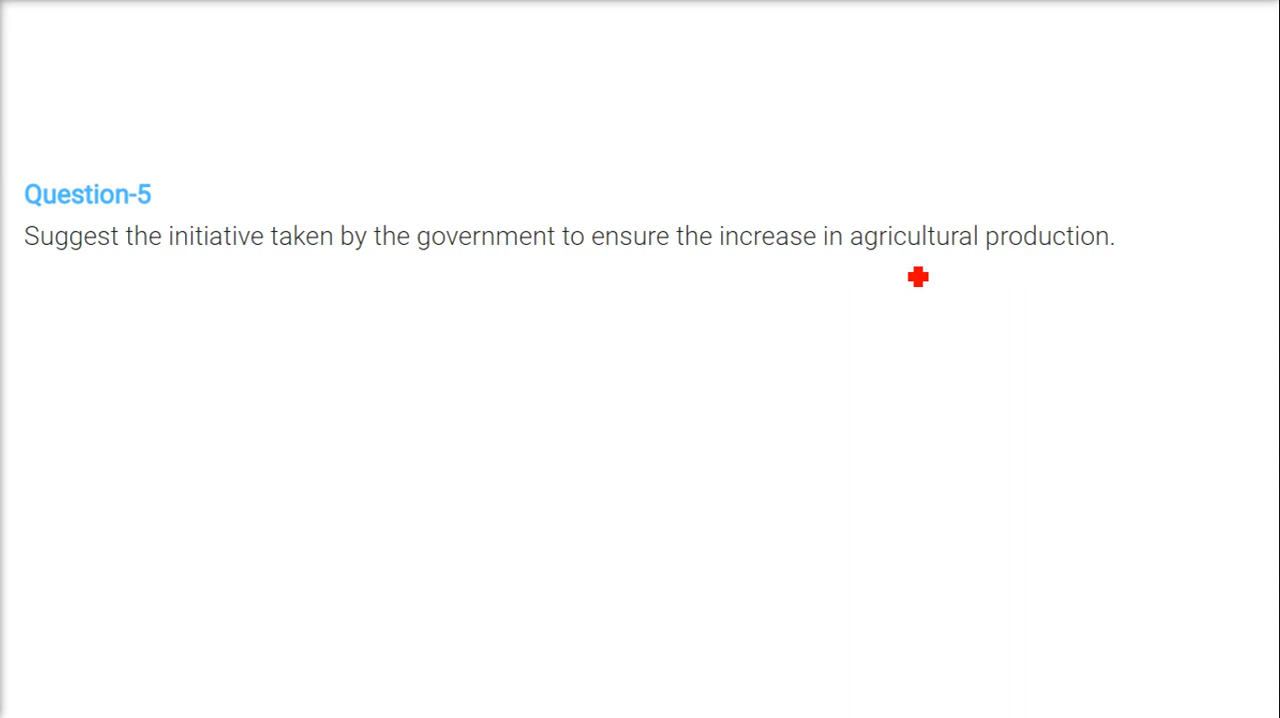 Question-5
Suggest the initiative taken by the government to ensure the increase in agricultural production.